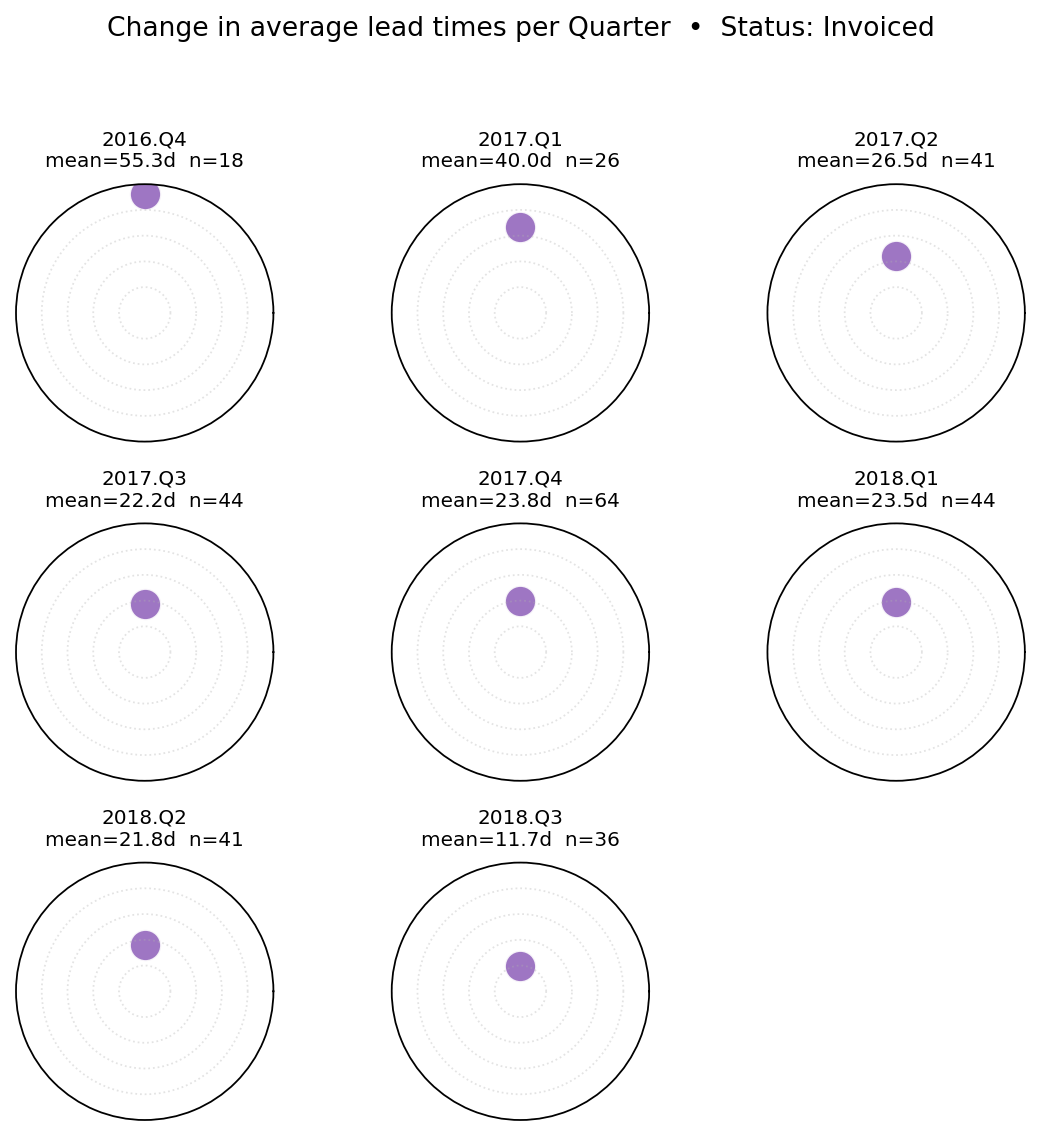 Change in average lead times per Quarter • Status: Invoiced
2016.Q4
mean=55.3d n=18
2017.Q1
mean=40.0d n=26
2017.Q2
mean=26.5d n=41
2017.Q3
mean=22.2d n=44
2017.Q4
mean=23.8d n=64
2018.Q1
mean=23.5d n=44
2018.Q2
mean=21.8d n=41
2018.Q3
mean=11.7d n=36